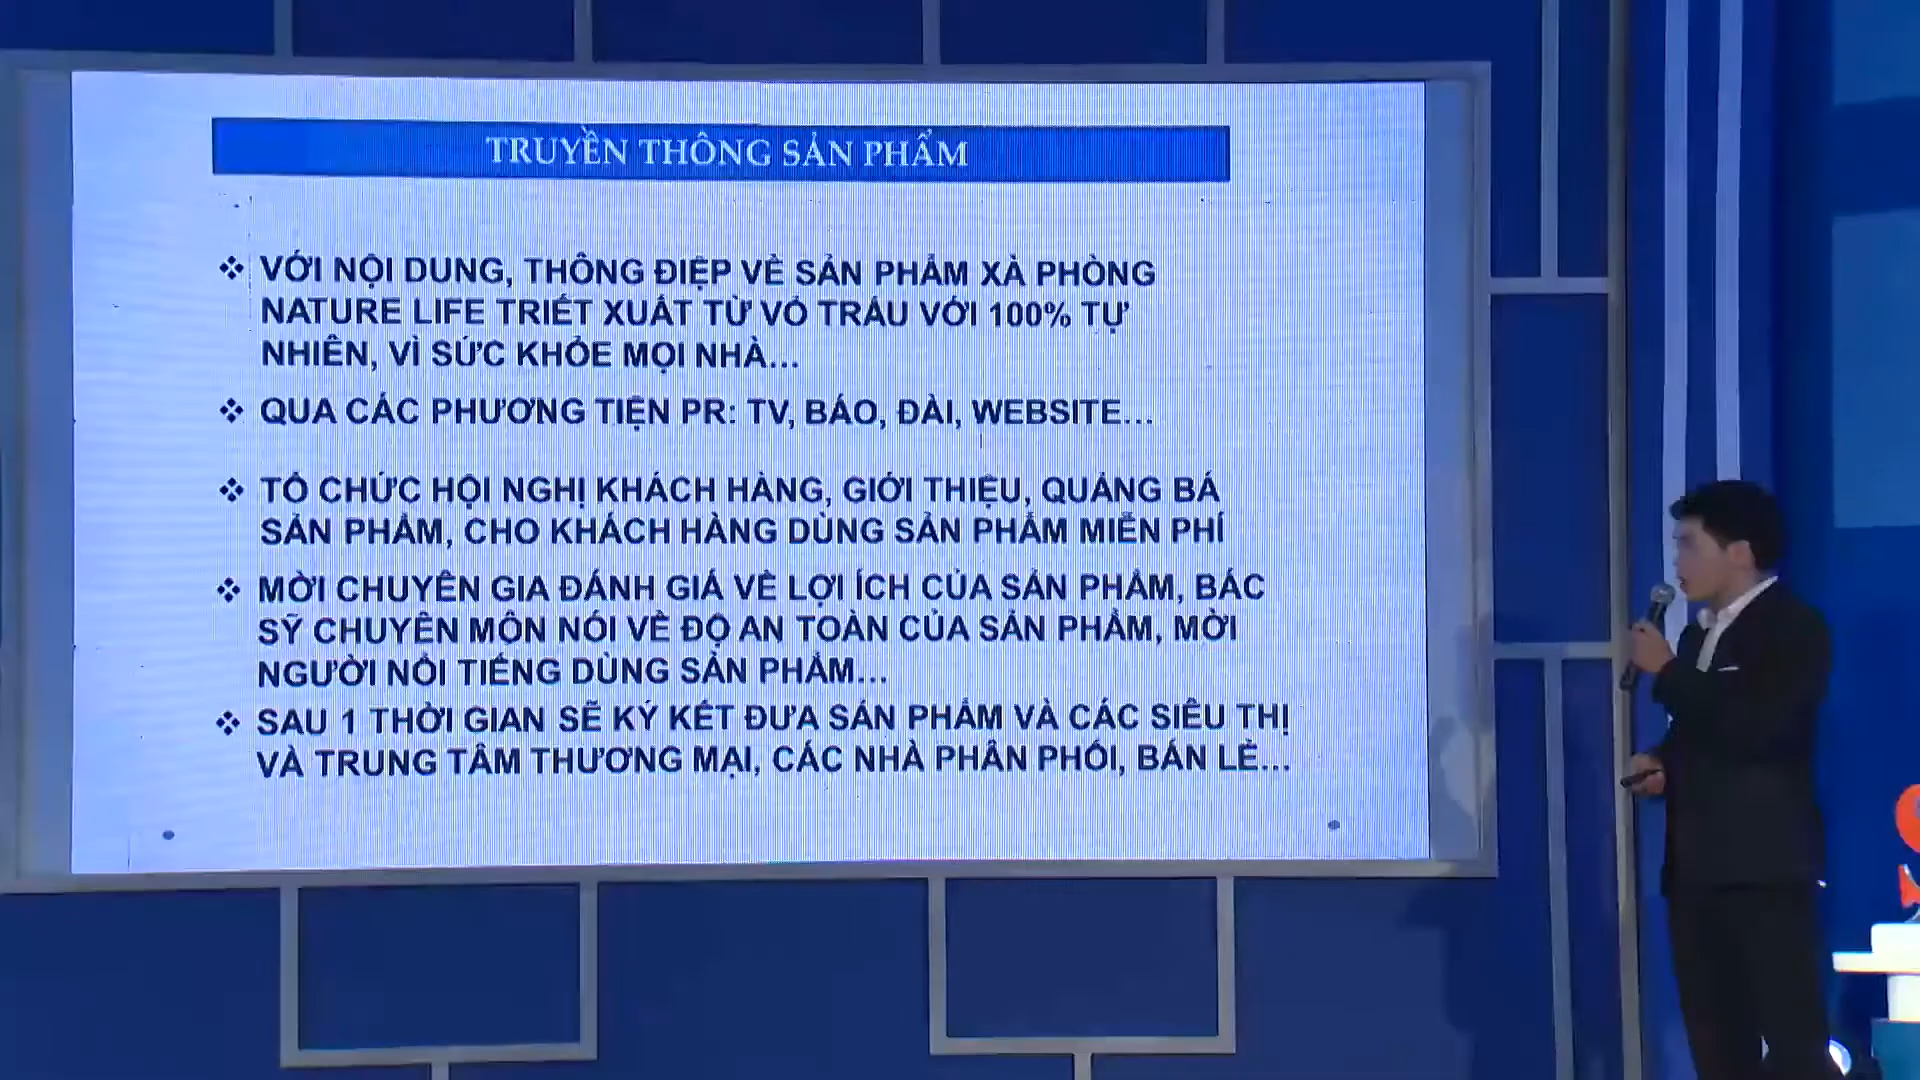 TRUYỀN THÔNG SẢN PHẨM
❖ VỚI NỘI DUNG, THÔNG ĐIỆP VỀ SẢN PHẨM XÀ PHÒNG
NATURE LIFE TRIẾT XUẤT TỪ VỎ TRẤU VỚI 100% TỰ
NHIÊN, VÌ SỨC KHỎE MỌI NHÀ...
❖ QUA CÁC PHƯƠNG TIỆN PR: TV, BÁO, ĐÀI, WEBSITE...
❖ TỔ CHỨC HỘI NGHỊ KHÁCH HÀNG, GIỚI THIỆU, QUẢNG BÁ
SẢN PHẨM, CHO KHÁCH HÀNG DÙNG SẢN PHẨM MIỄN PHÍ
❖ MỜI CHUYÊN GIA ĐÁNH GIÁ VỀ LỢI ÍCH CỦA SẢN PHẨM, BÁC
SỸ CHUYÊN MÔN NÓI VỀ ĐỘ AN TOÀN CỦA SẢN PHẨM, MỜI
NGƯỜI NỔI TIẾNG DÙNG SẢN PHẨM...
❖ SAU 1 THỜI GIAN SẼ KÝ KẾT ĐƯA SẢN PHẨM VÀ CÁC SIÊU THỊ
VÀ TRUNG TÂM THƯƠNG MẠI, CÁC NHÀ PHÂN PHỐI, BÁN LẺ...